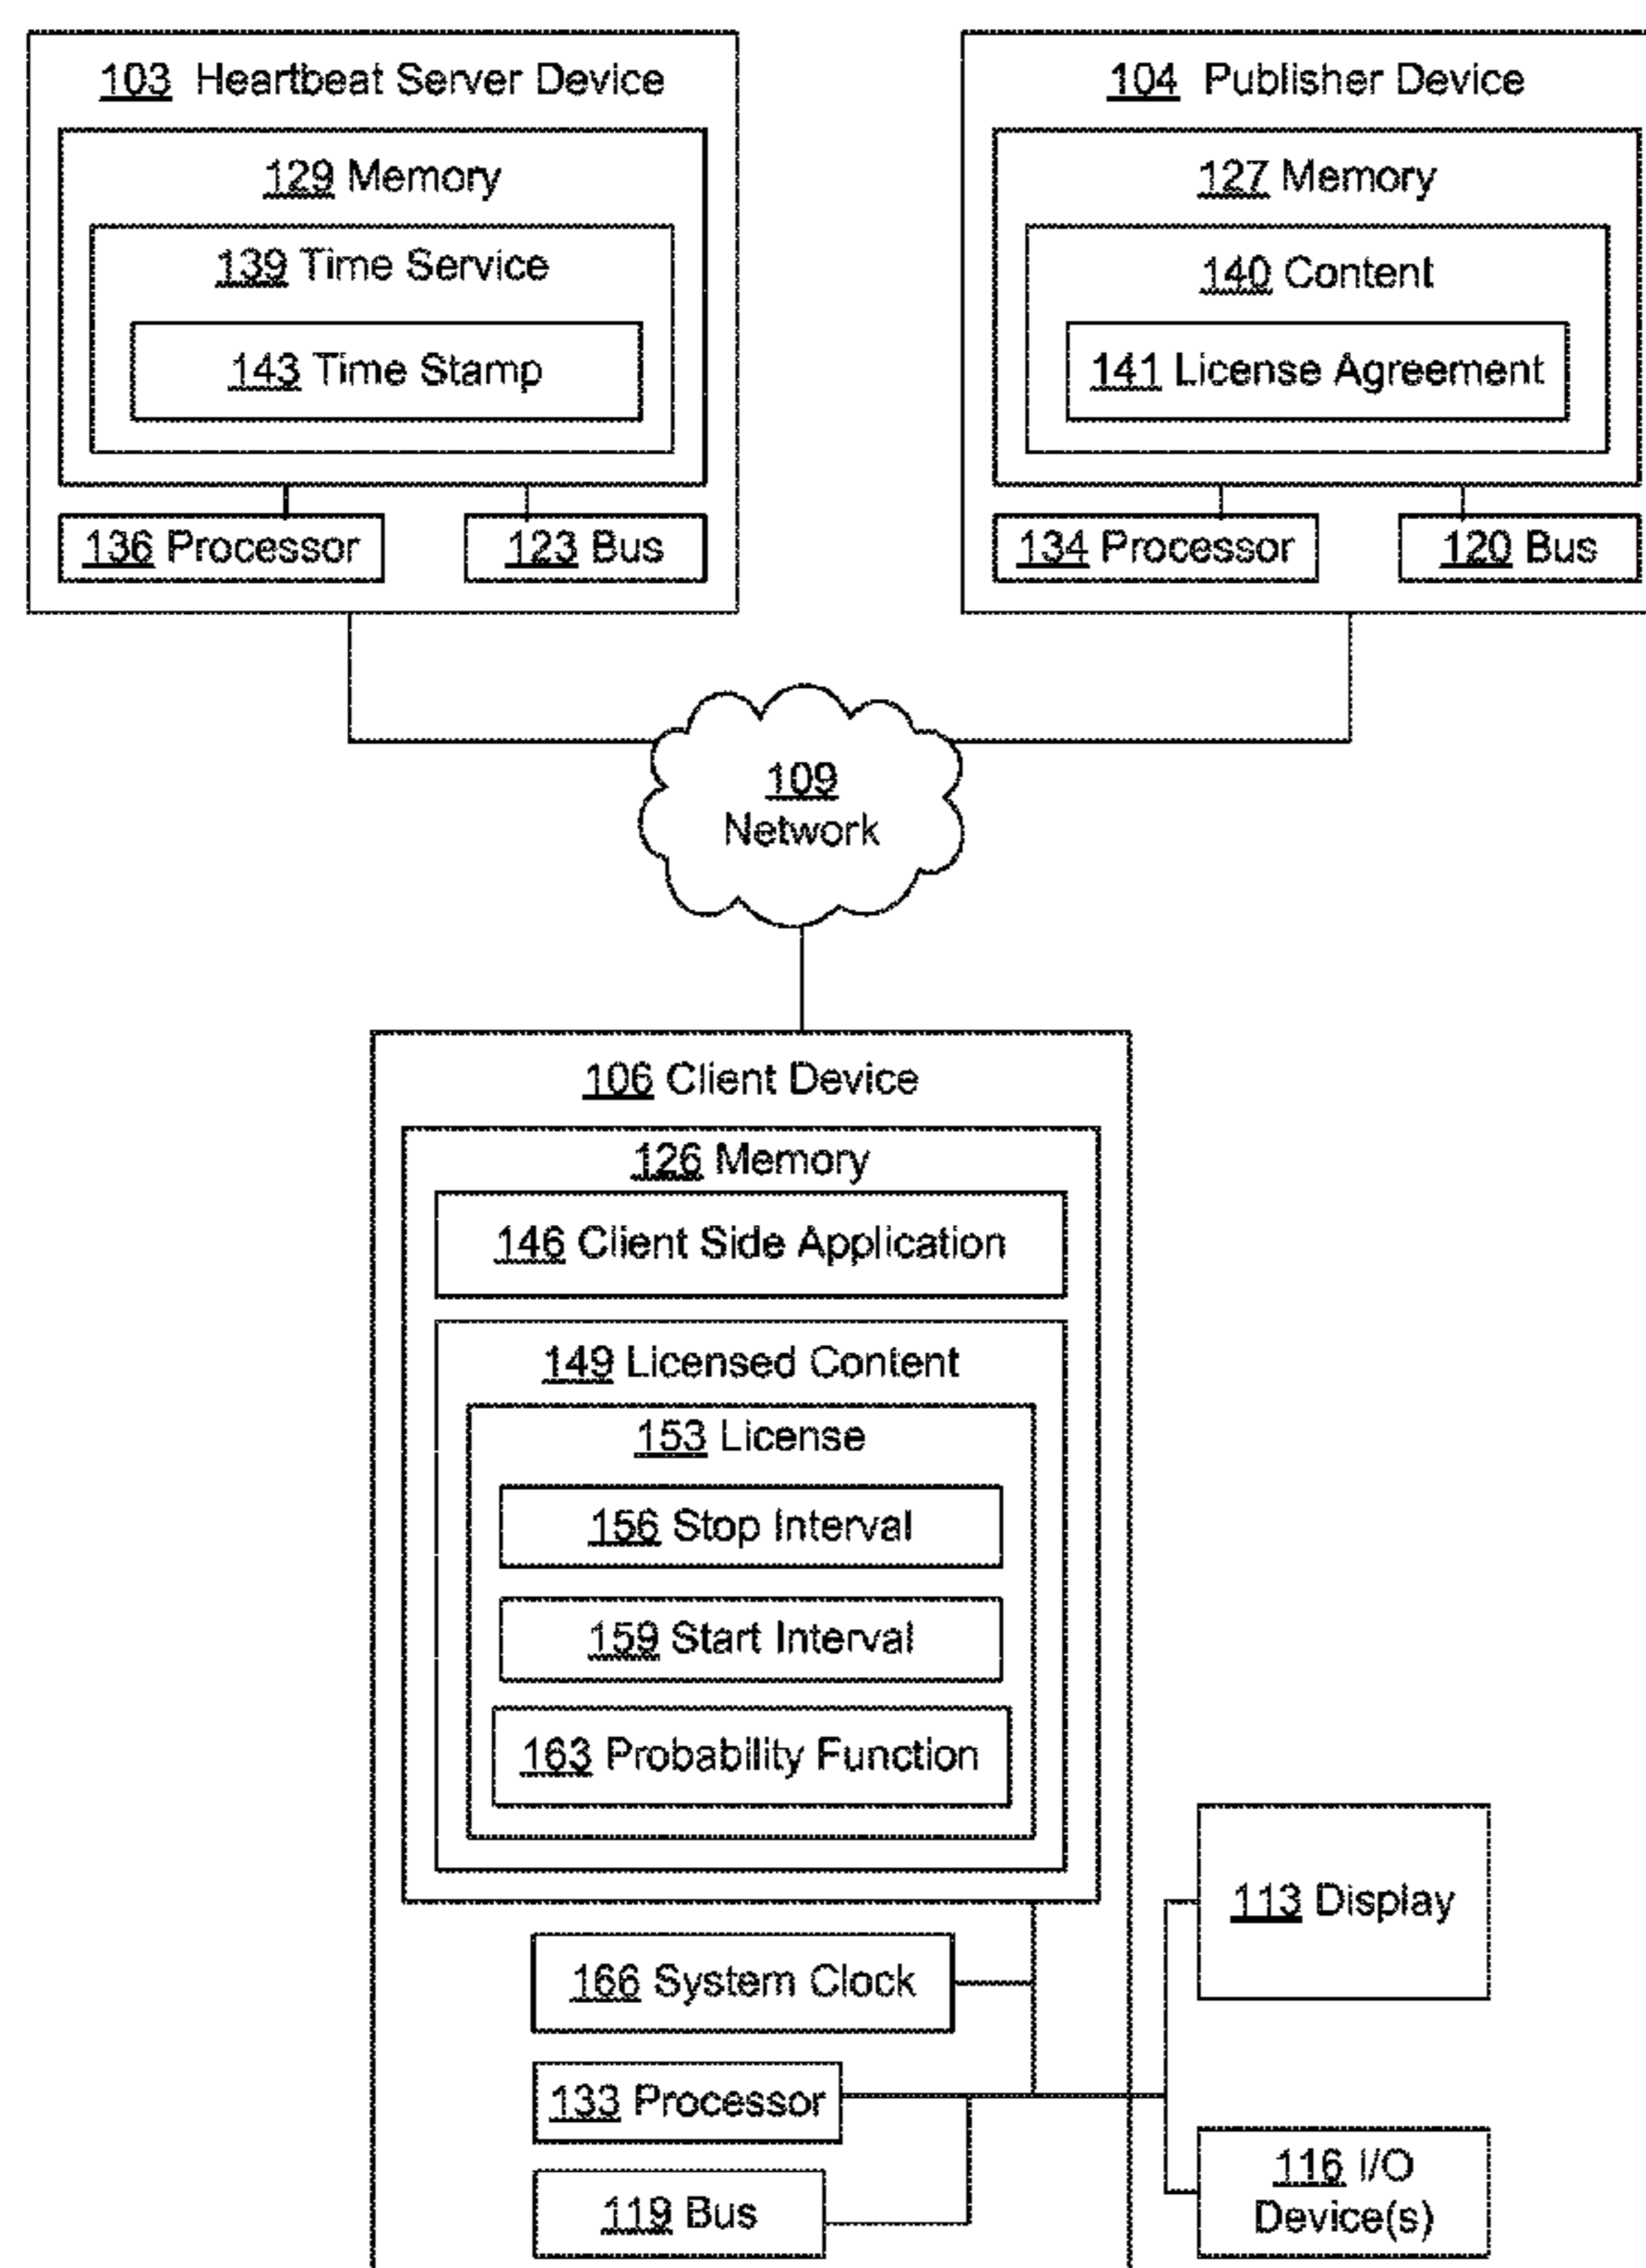 103 Heartbeat Server Device
129 Memory
139 Time Service
143 Time Stamp
136 Processor
123 Bus
104 Publisher Device
127 Memory
140 Content
141 License Agreement
134 Processor
120 Bus
109
Network
106 Client Device
126 Memory
146 Client Side Application
149 Licensed Content
153 License
156 Stop Interval
159 Start Interval
163 Probability Function
166 System Clock
133 Processor
119 Bus
113 Display
116 I/O
Device(s)